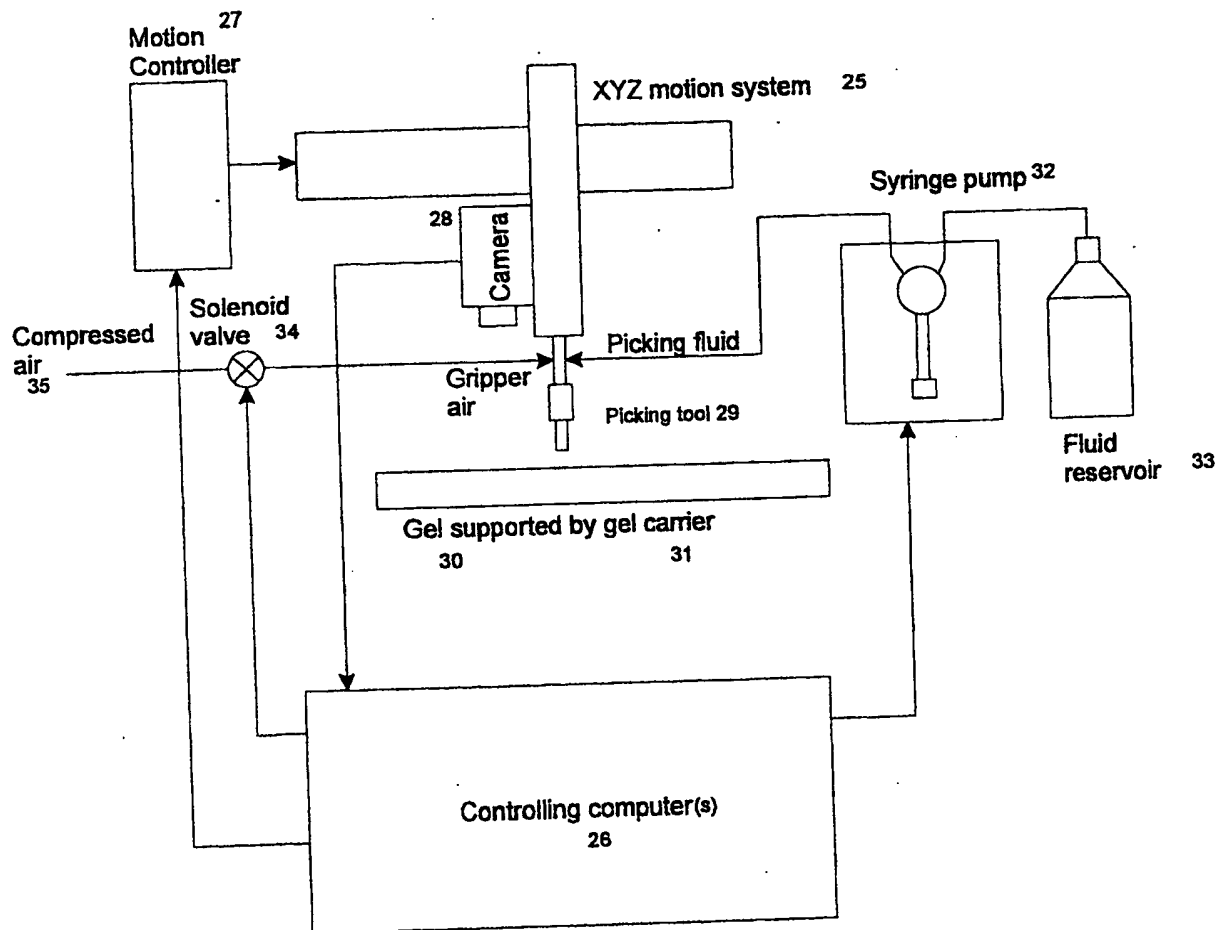 Motion 27
Controller
XYZ motion system 25
Syringe pump 32
28
Camera
Solenoid
valve 34
Compressed
air
35
Picking fluid
Gripper
air
Picking tool 29
Fluid
reservoir 33
Gel supported by gel carrier
30 31
Controlling computer(s)
26